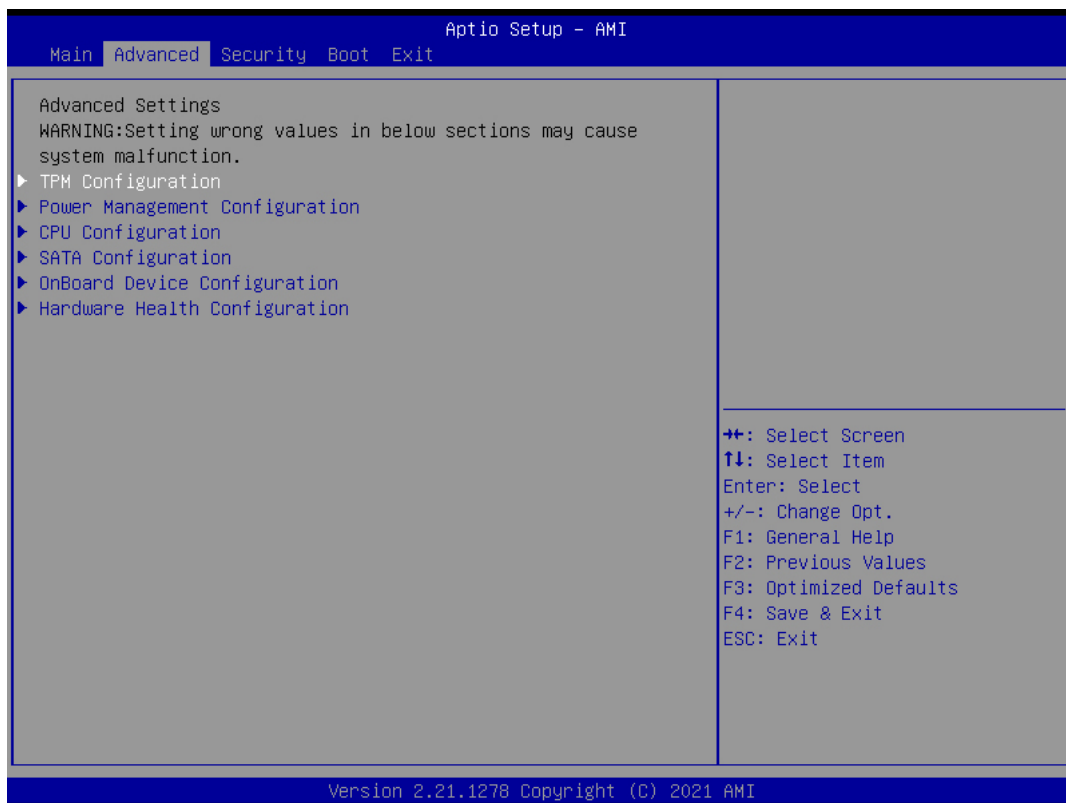 Aptio Setup – AMI
Main Advanced Security Boot Exit
Advanced Settings
WARNING:Setting wrong values in below sections may cause
system malfunction.
▶ TPM Configuration
▶ Power Management Configuration
▶ CPU Configuration
▶ SATA Configuration
▶ OnBoard Device Configuration
▶ Hardware Health Configuration
→←: Select Screen
↑↓: Select Item
Enter: Select
+/-: Change Opt.
F1: General Help
F2: Previous Values
F3: Optimized Defaults
F4: Save & Exit
ESC: Exit
Version 2.21.1278 Copyright (C) 2021 AMI